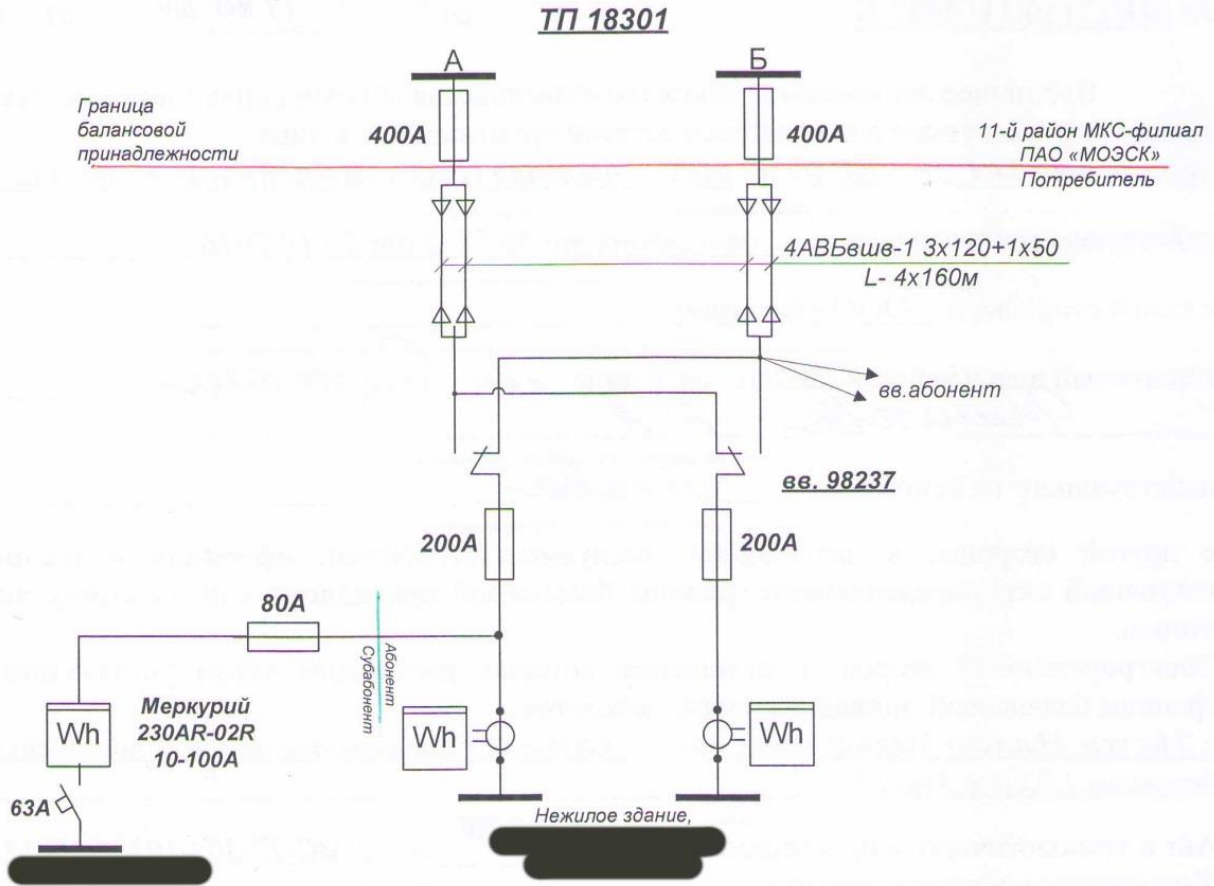 ТП 18301
А
Б
Граница
балансовой
принадлежности
400А
400А
11-й район МКС-филиал
ПАО «МОЭСК»
Потребитель
4АВБвшв-1 3х120+1х50
L- 4х160м
вв.абонент
вв. 98237
200А
200А
80А
Абонент
Субабонент
Wh
Меркурий
230AR-02R
10-100А
Wh
Wh
63А
Нежилое здание,